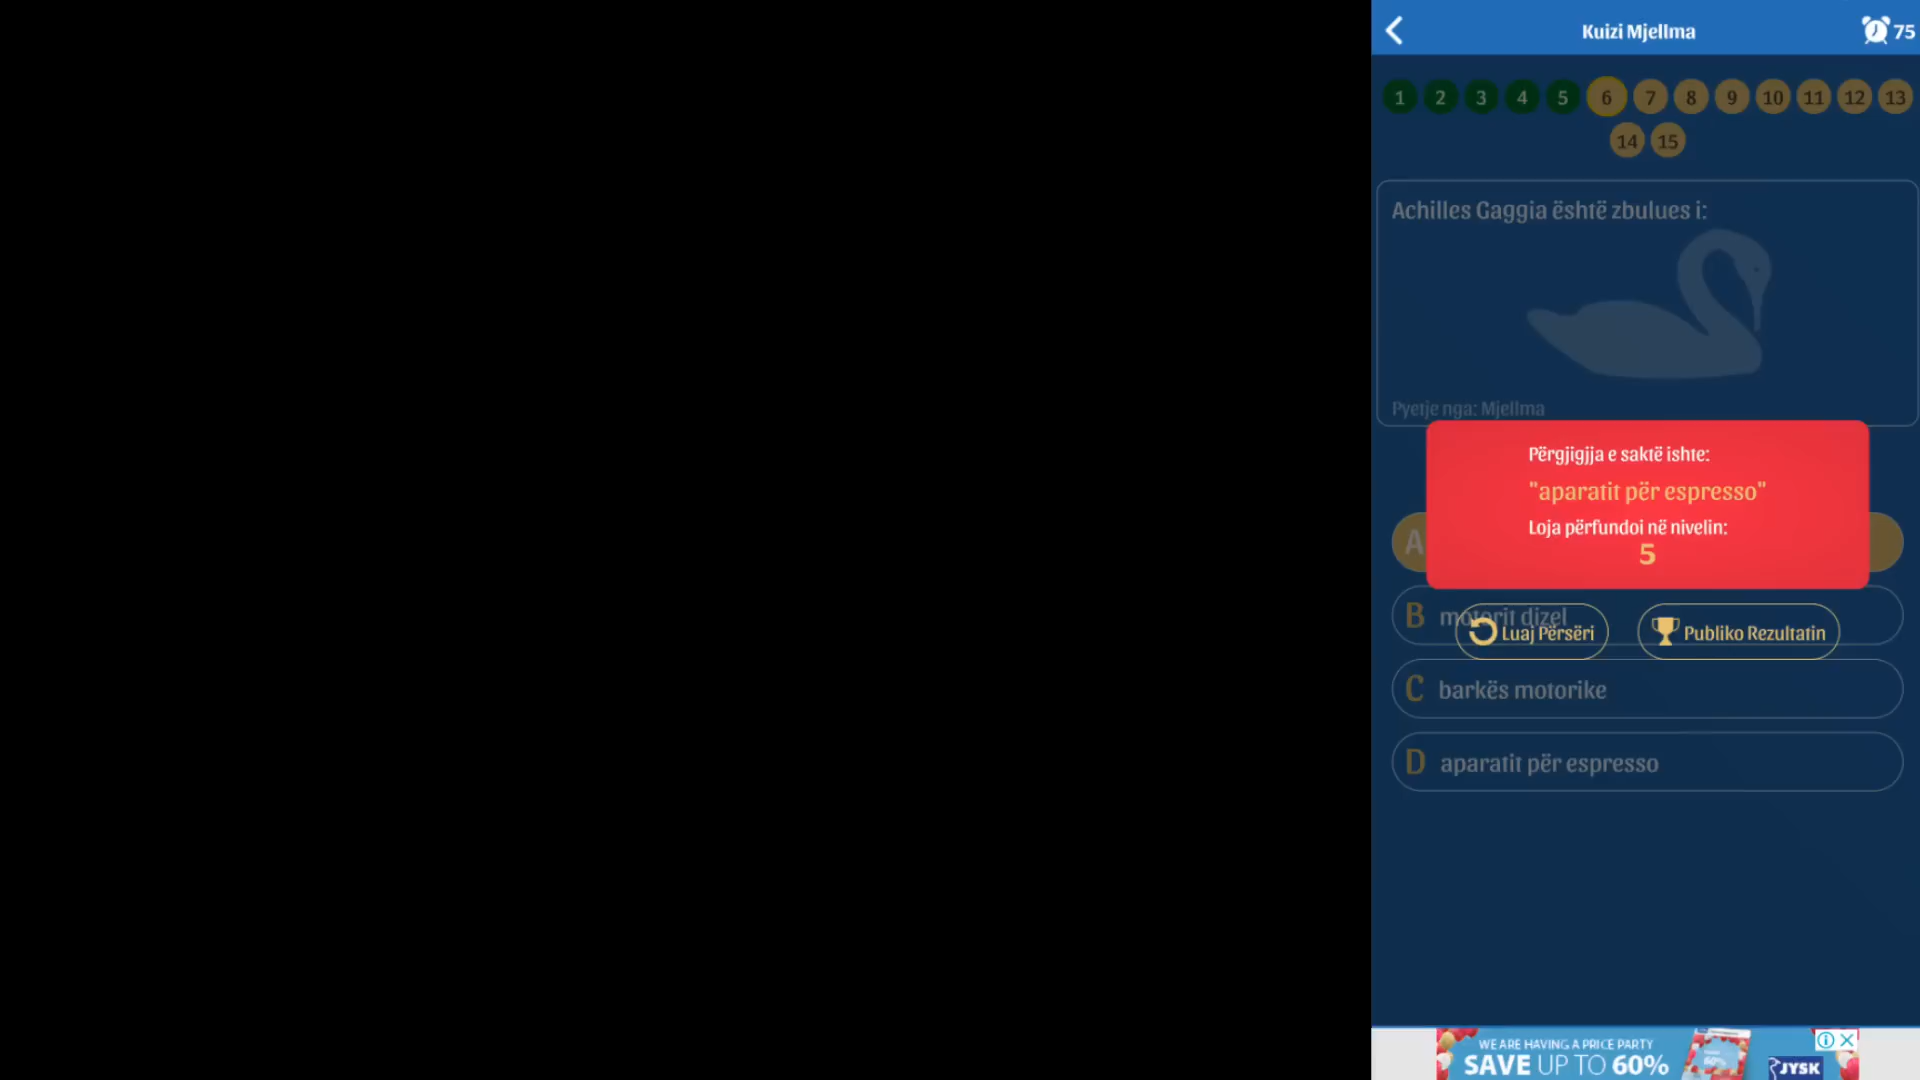 Kuizi Mjellma
75
1 2 3 4 5 6 7 8 9 10 11 12 13
14 15
Achilles Gaggia është zbulues i:
Pyetje nga: Mjellma
Përgjigjja e saktë ishte:
"aparatit për espresso"
Loja përfundoi në nivelin:
5
A
B motorit dizel
Luaj Përsëri
Publiko Rezultatin
C barkës motorike
D aparatit për espresso
WE ARE HAVING A PRICE PARTY
SAVE UP TO 60%
JYSK